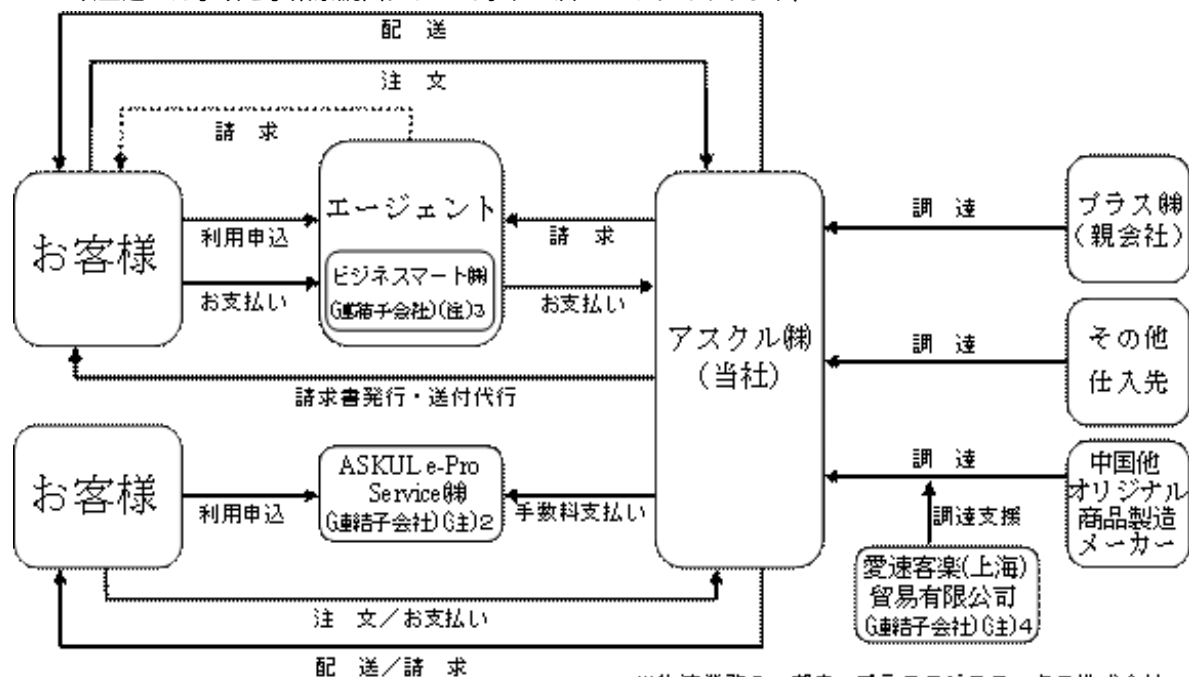 配 送
注 文
請 求
お客様
利用申込
お支払い
エージェント
ビジネスマート㈱
(連結子会社)(注)3
請 求
お支払い
アスクル㈱
(当社)
調 達
プラス㈱
(親会社)
調 達
その他
仕入先
請求書発行・送付代行
お客様
利用申込
ASKUL e-Pro
Service㈱
(連結子会社)(注)2
手数料支払い
調 達
中国他
オリジナル
商品製造
メーカー
調達支援
愛速客楽(上海)
貿易有限公司
(連結子会社)(注)4
注 文/お支払い
配 送/請 求